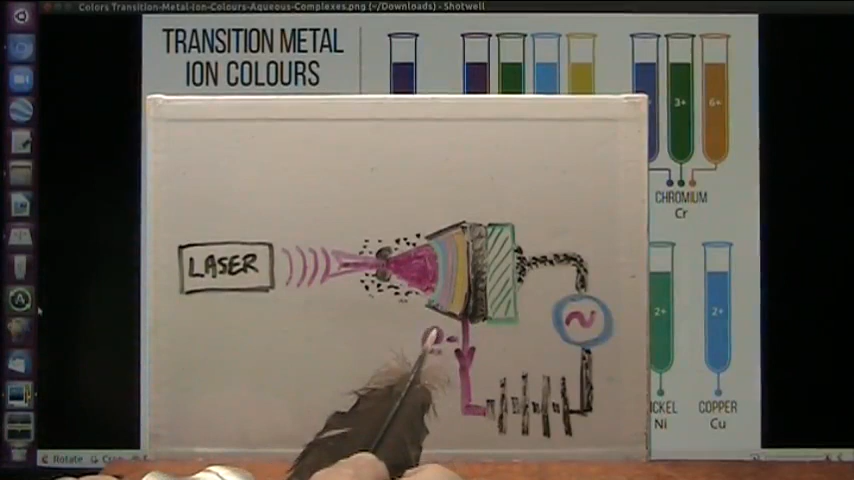 Colors Transition-Metal-Ion-Colours-Aqueous-Complexes.png (~/Downloads) - Shotwell
TRANSITION METAL
ION COLOURS
3+
6+
CHROMIUM
Cr
LASER
2+
2+
ICKEL
Ni
COPPER
Cu
Rotate